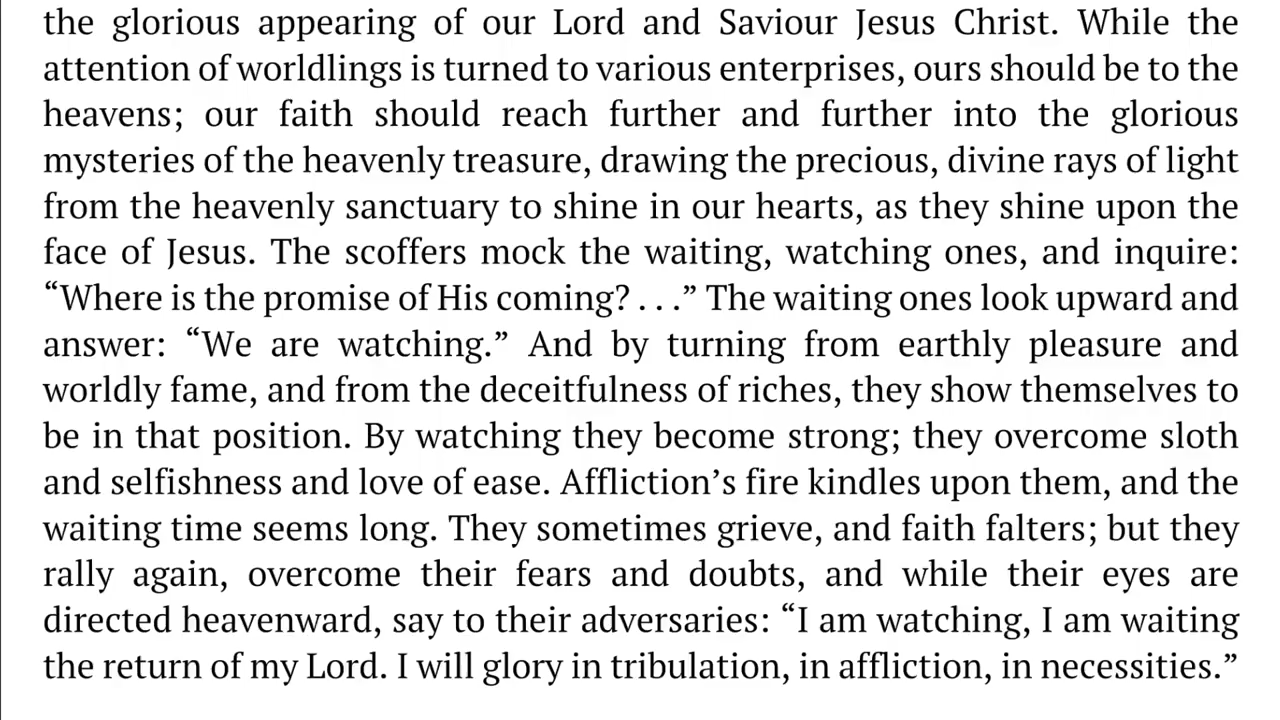 the glorious appearing of our Lord and Saviour Jesus Christ. While the
attention of worldlings is turned to various enterprises, ours should be to the
heavens; our faith should reach further and further into the glorious
mysteries of the heavenly treasure, drawing the precious, divine rays of light
from the heavenly sanctuary to shine in our hearts, as they shine upon the
face of Jesus. The scoffers mock the waiting, watching ones, and inquire:
“Where is the promise of His coming? . . .” The waiting ones look upward and
answer: “We are watching.” And by turning from earthly pleasure and
worldly fame, and from the deceitfulness of riches, they show themselves to
be in that position. By watching they become strong; they overcome sloth
and selfishness and love of ease. Affliction’s fire kindles upon them, and the
waiting time seems long. They sometimes grieve, and faith falters; but they
rally again, overcome their fears and doubts, and while their eyes are
directed heavenward, say to their adversaries: “I am watching, I am waiting
the return of my Lord. I will glory in tribulation, in affliction, in necessities.”